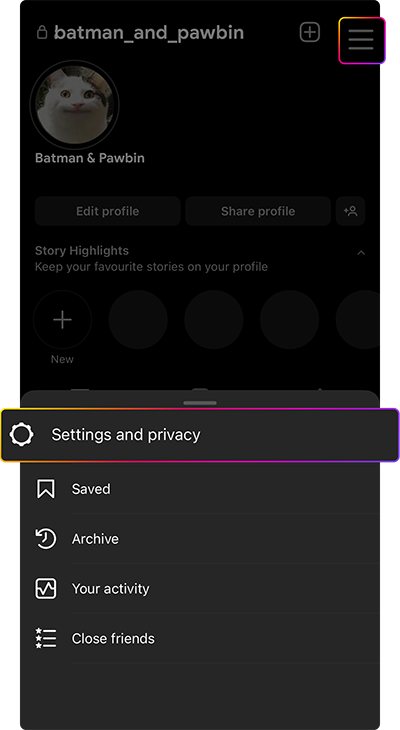 batman_and_pawbin
Batman & Pawbin
Edit profile
Share profile
Story Highlights
Keep your favourite stories on your profile
New
Settings and privacy
Saved
Archive
Your activity
Close friends